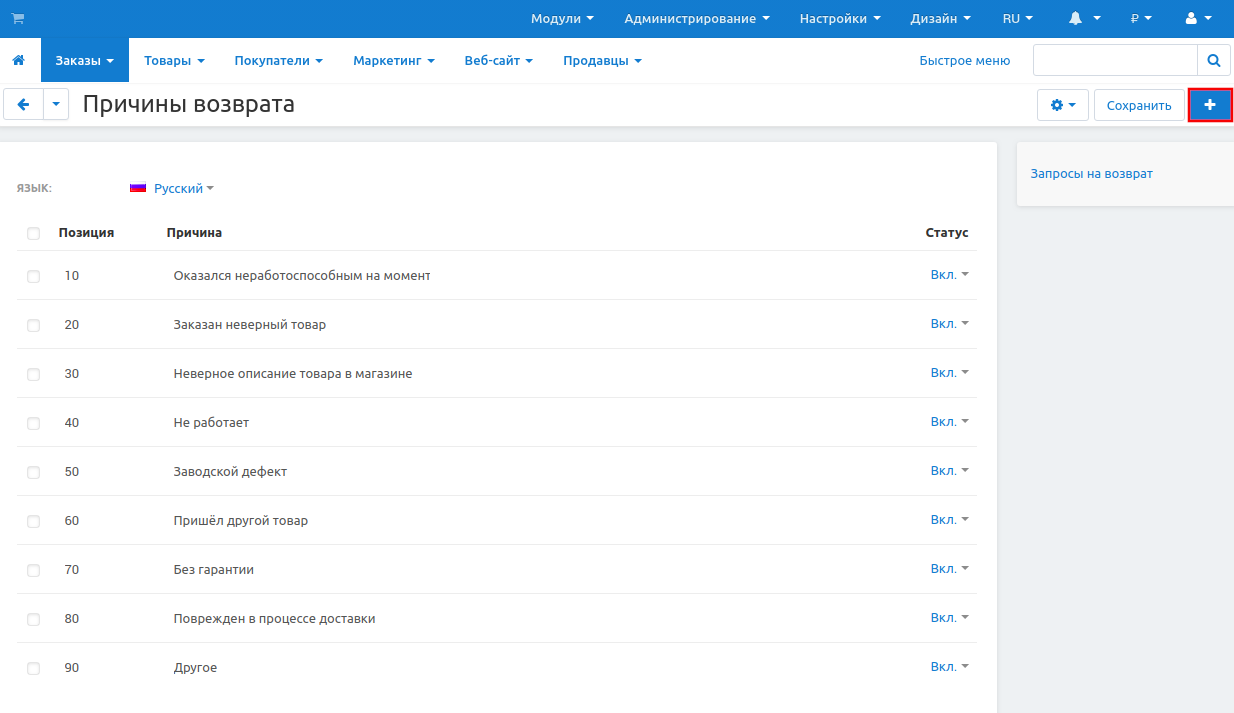 Модули Администрирование Настройки Дизайн RU ₽
Заказы Товары Покупатели Маркетинг Веб-сайт Продавцы Быстрое меню
Причины возврата Сохранить
Запросы на возврат
ЯЗЫК: Русский
Позиция Причина Статус
10 Оказался неработоспособным на момент Вкл.
20 Заказан неверный товар Вкл.
30 Неверное описание товара в магазине Вкл.
40 Не работает Вкл.
50 Заводской дефект Вкл.
60 Пришёл другой товар Вкл.
70 Без гарантии Вкл.
80 Поврежден в процессе доставки Вкл.
90 Другое Вкл.